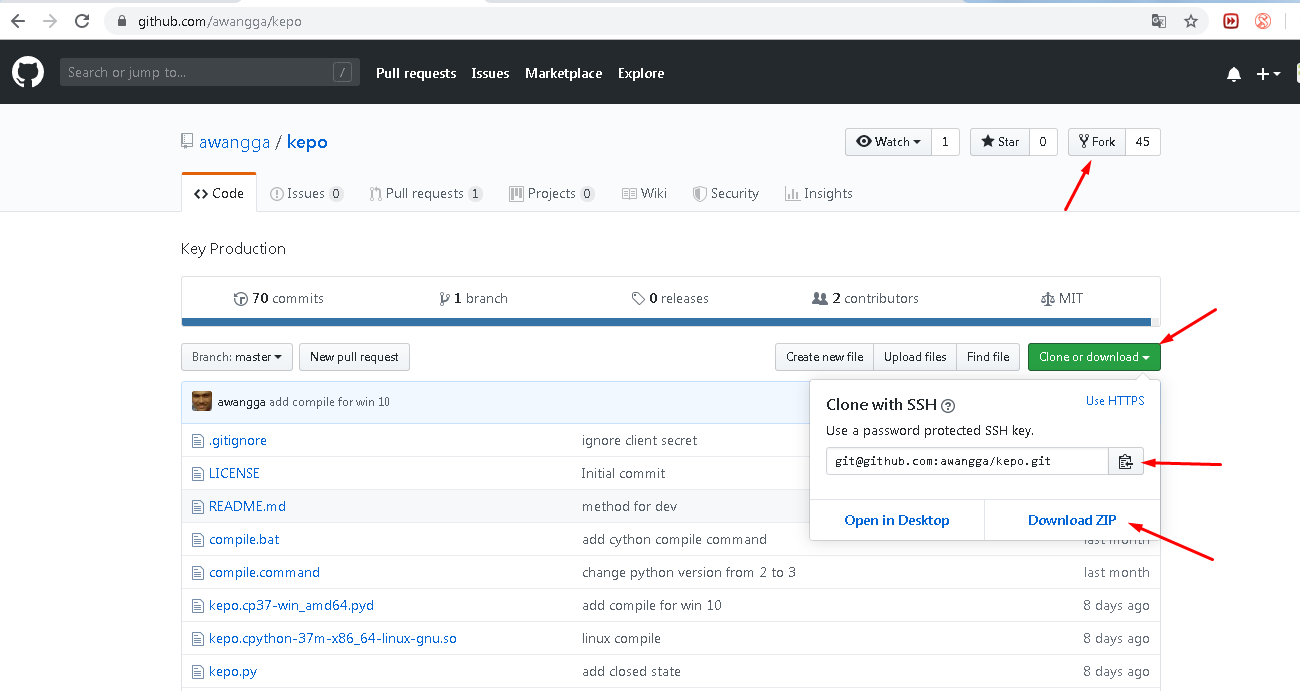 github.com/awangga/kepo
Search or jump to... /
Pull requests Issues Marketplace Explore
awangga / kepo
Watch 1 Star 0 Fork 45
Code Issues 0 Pull requests 1 Projects 0 Wiki Security Insights
Key Production
70 commits 1 branch 0 releases 2 contributors MIT
Branch: master New pull request Create new file Upload files Find file Clone or download
awangga add compile for win 10
Clone with SSH ?
Use HTTPS
Use a password protected SSH key.
git@github.com:awangga/kepo.git
Open in Desktop Download ZIP
.gitignore ignore client secret
LICENSE Initial commit
README.md method for dev
compile.bat add cython compile command last month
compile.command change python version from 2 to 3 last month
kepo.cp37-win_amd64.pyd add compile for win 10 8 days ago
kepo.cpython-37m-x86_64-linux-gnu.so linux compile 8 days ago
kepo.py add closed state 8 days ago